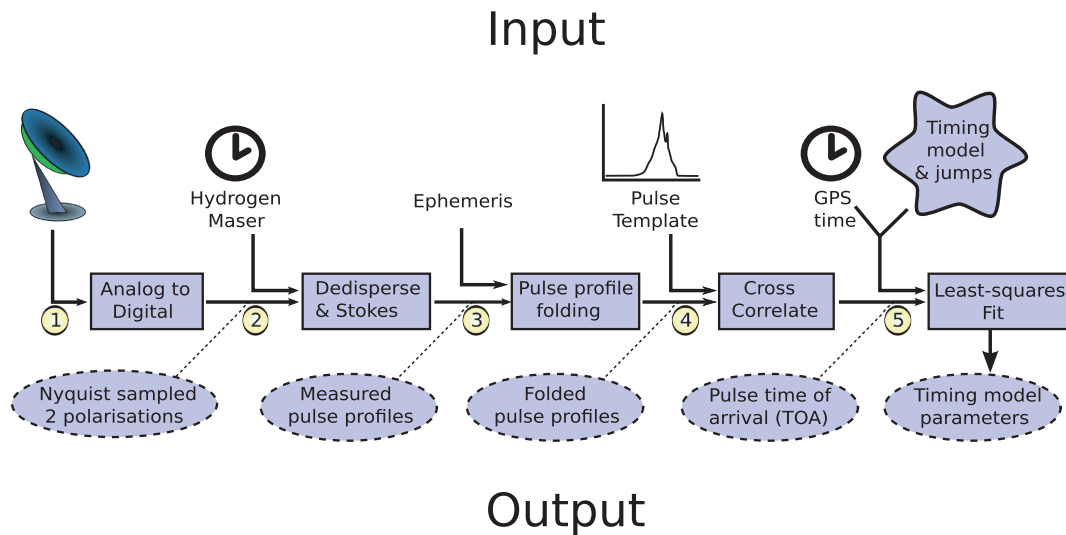 Input
Hydrogen
Maser
Ephemeris
Pulse
Template
GPS
time
Timing
model
& jumps
Analog to
Digital
Dedisperse
& Stokes
Pulse profile
folding
Cross
Correlate
Least-squares
Fit
1
2
3
4
5
Nyquist sampled
2 polarisations
Measured
pulse profiles
Folded
pulse profiles
Pulse time of
arrival (TOA)
Timing model
parameters
Output